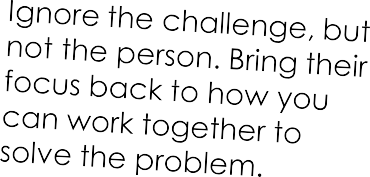 Ignore the challenge, but
not the person. Bring their
focus back to how you
can work together to
solve the problem.